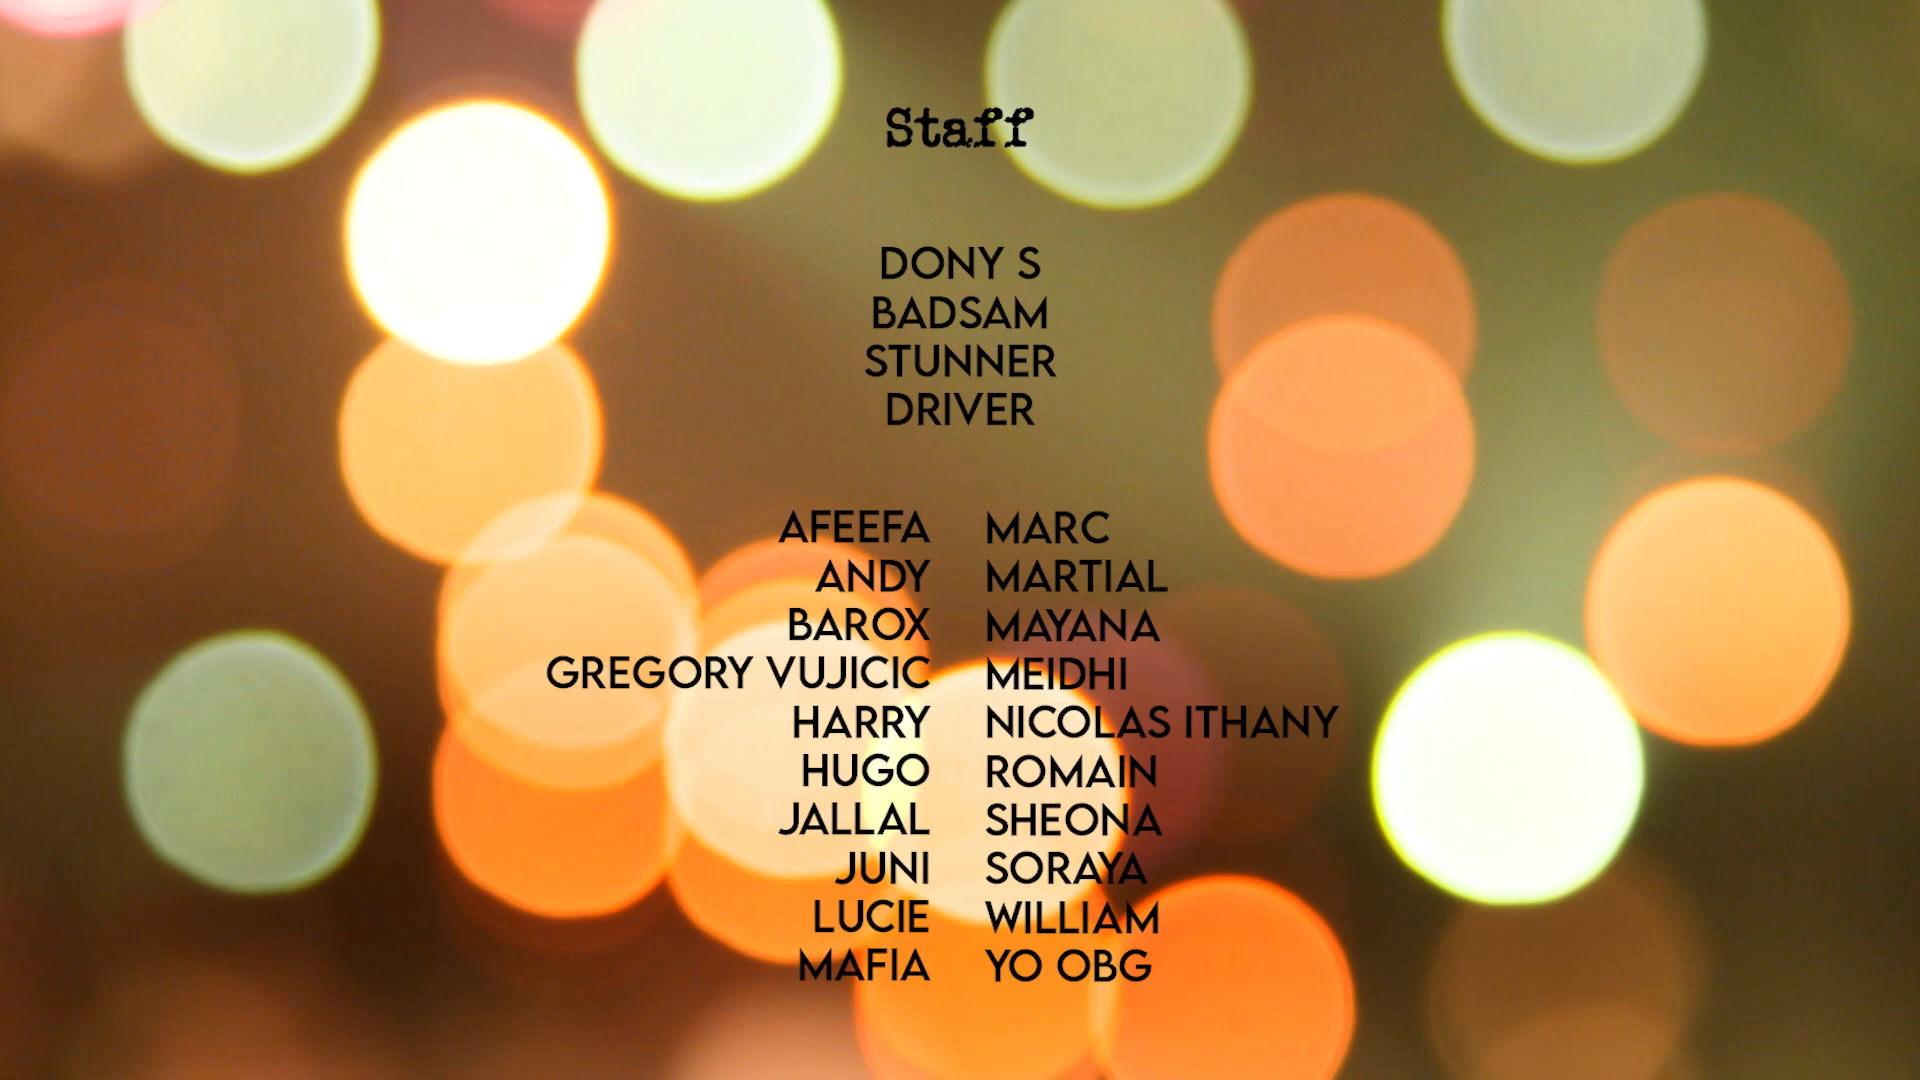 Staff
DONY S
BADSAM
STUNNER
DRIVER
AFEEFA
ANDY
BAROX
GREGORY VUJICIC
HARRY
HUGO
JALLAL
JUNI
LUCIE
MAFIA
MARC
MARTIAL
MAYANA
MEIDHI
NICOLAS ITHANY
ROMAIN
SHEONA
SORAYA
WILLIAM
YO OBG